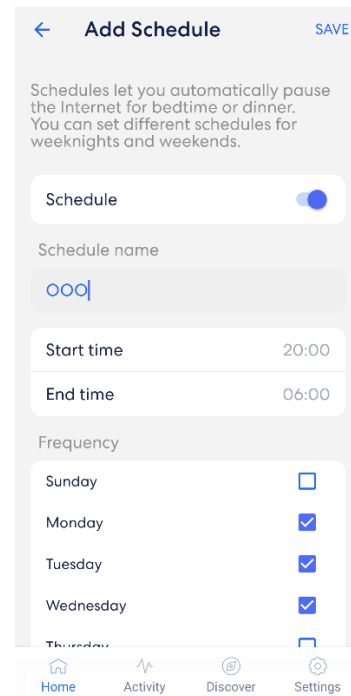 Add Schedule
SAVE
Schedules let you automatically pause
the Internet for bedtime or dinner.
You can set different schedules for
weeknights and weekends.
Schedule
Schedule name
OOO
Start time 20:00
End time 06:00
Frequency
Sunday
Monday
Tuesday
Wednesday
Thursday
Home Activity Discover Settings